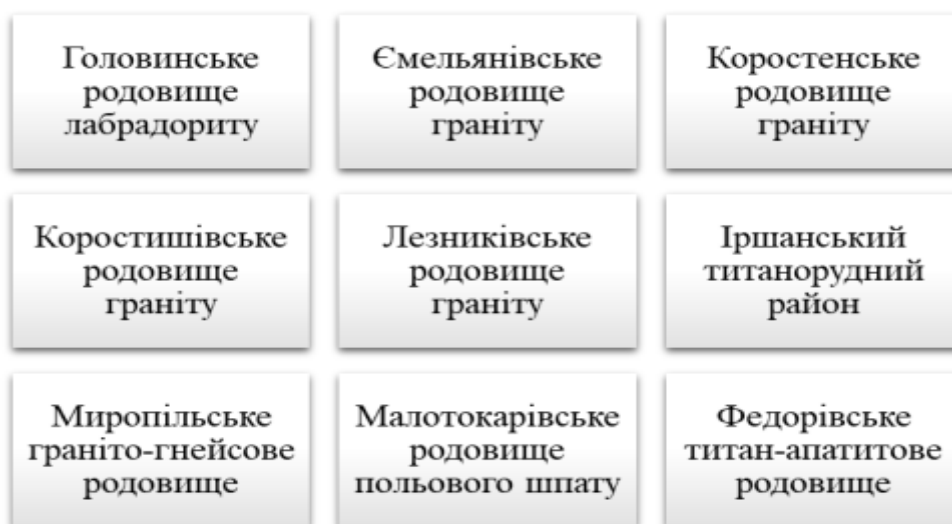 Головинське
родовище
лабрадориту
Ємельянівське
родовище
граніту
Коростенське
родовище
граніту
Коростишівське
родовище
граніту
Лезниківське
родовище
граніту
Іршанський
титанорудний
район
Миропільське
граніто-гнейсове
родовище
Малотокарівське
родовище
польового шпату
Федорівське
титан-апатитове
родовище